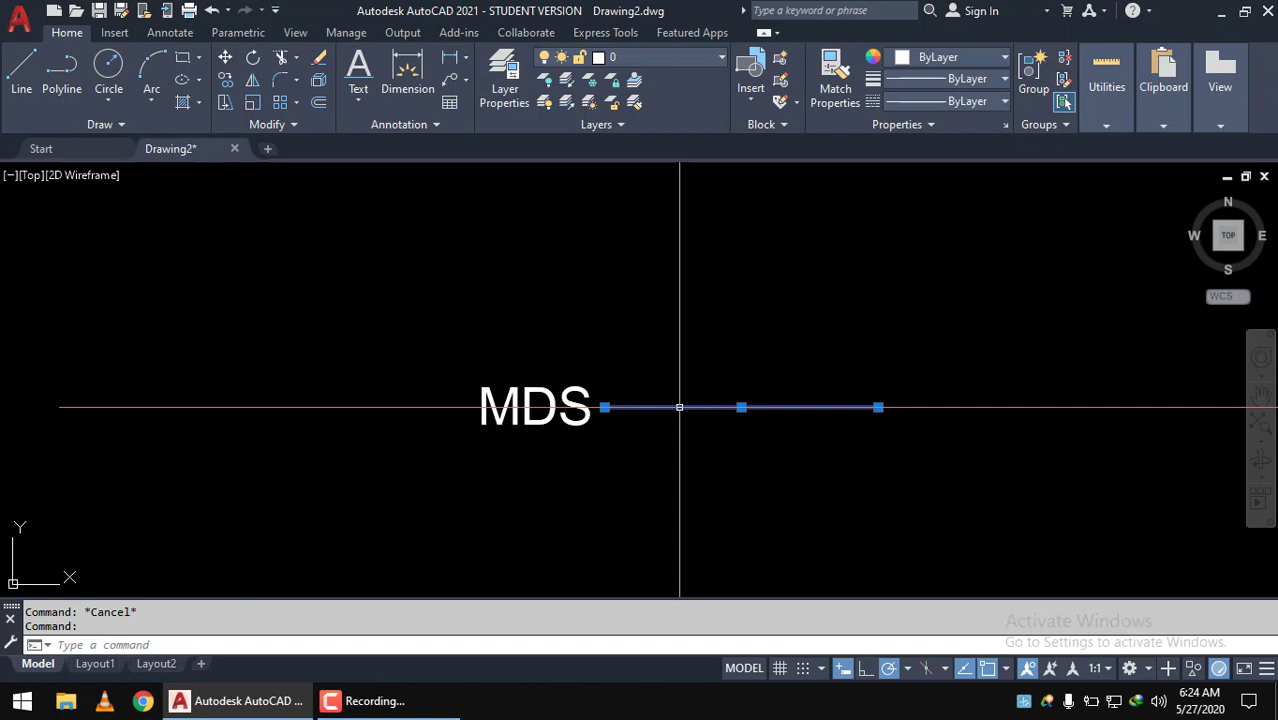 Autodesk AutoCAD 2021 - STUDENT VERSION Drawing2.dwg
Type a keyword or phrase
Sign In
Home Insert Annotate Parametric View Manage Output Add-ins Collaborate Express Tools Featured Apps
Line Polyline Circle Arc
Text Dimension
Layer Properties
0
Insert
Match Properties
ByLayer
ByLayer
ByLayer
Group
Utilities Clipboard View
Draw Modify Annotation Layers Block Properties Groups
Start Drawing2*
[−][Top][2D Wireframe]
N
W TOP E
S
WCS
MDS
Y
X
Command: *Cancel*
Command:
Type a command
Activate Windows
Go to Settings to activate Windows.
Model Layout1 Layout2
MODEL 1:1
Autodesk AutoCAD ...
Recording...
6:24 AM
5/27/2020